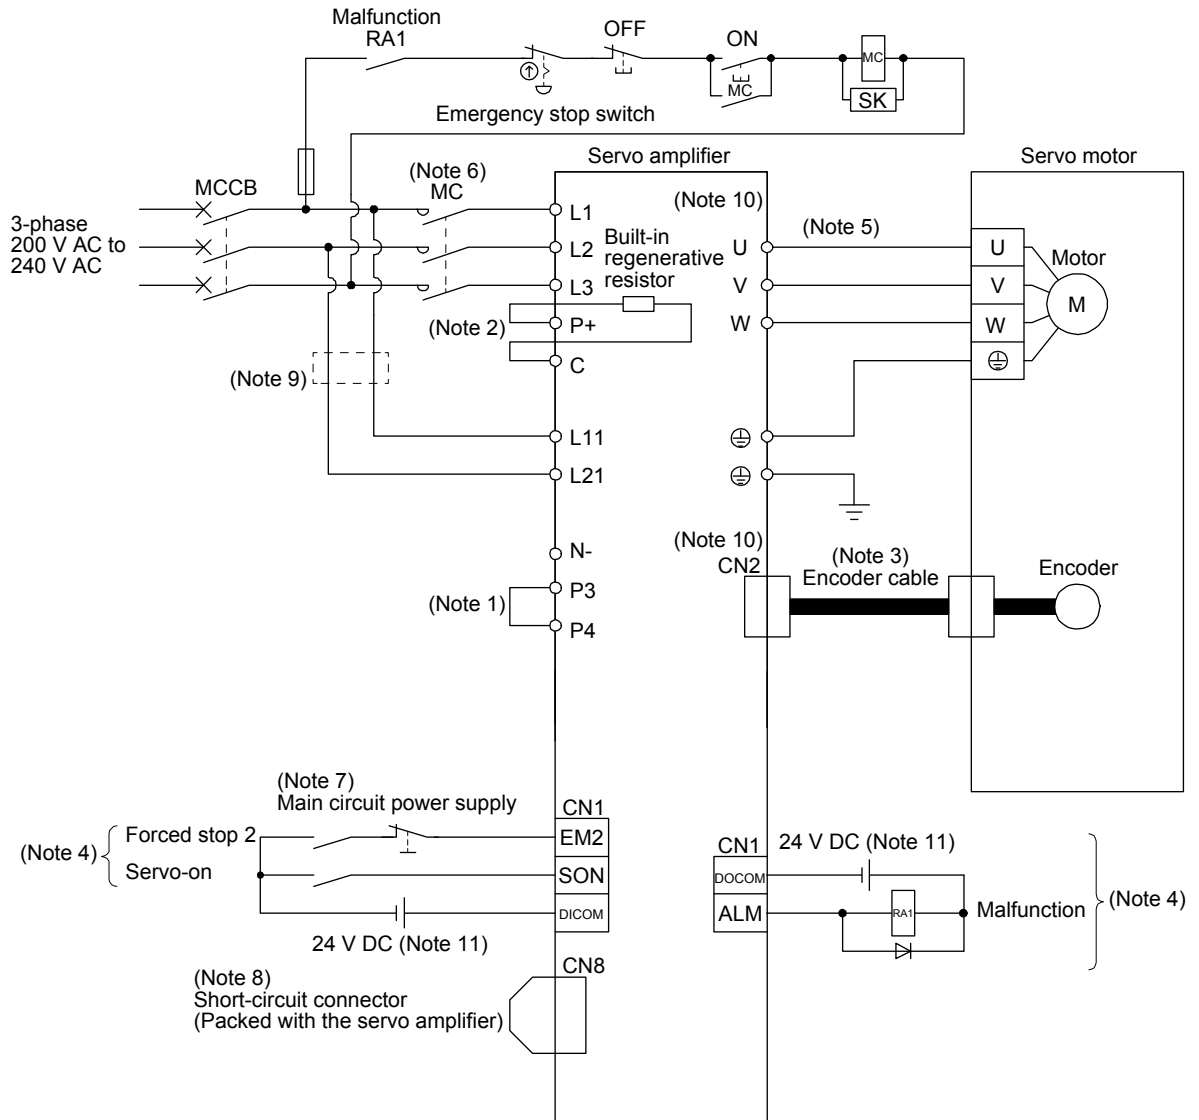 Malfunction
RA1
OFF
ON
MC
MC
SK
Emergency stop switch
Servo amplifier
Servo motor
(Note 6)
MC
MCCB
(Note 10)
3-phase
200 V AC to
240 V AC
L1
L2
L3
Built-in
regenerative
resistor
U
V
W
(Note 5)
U
V
W
Motor
M
(Note 2)
P+
C
(Note 9)
L11
L21
N-
(Note 10)
CN2
(Note 3)
Encoder cable
Encoder
(Note 1)
P3
P4
(Note 7)
Main circuit power supply
CN1
(Note 4)
Forced stop 2
EM2
Servo-on
SON
DICOM
24 V DC (Note 11)
CN1
24 V DC (Note 11)
DOCOM
ALM
RA1
Malfunction
(Note 4)
(Note 8)
Short-circuit connector
(Packed with the servo amplifier)
CN8